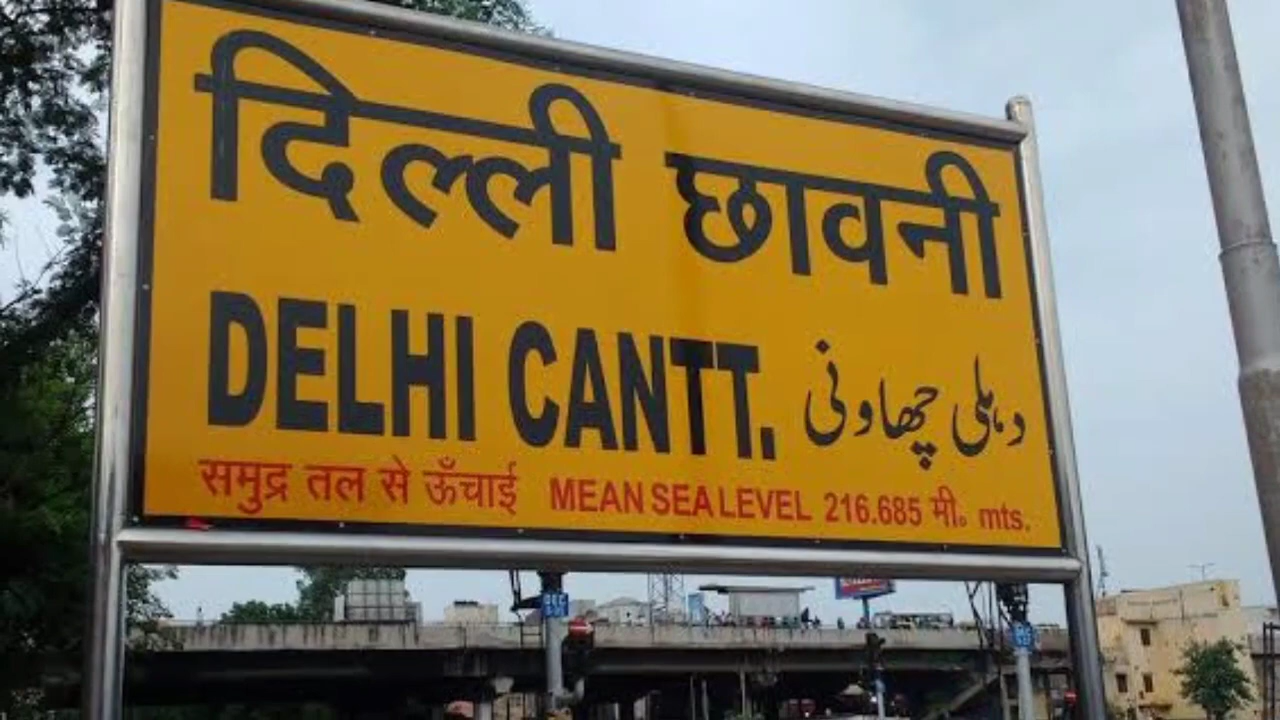 दिल्ली छावनी
DELHI CANTT. دہلی چھاونی
समुद्र तल से ऊँचाई MEAN SEA LEVEL 216.685 मी॰ mts.